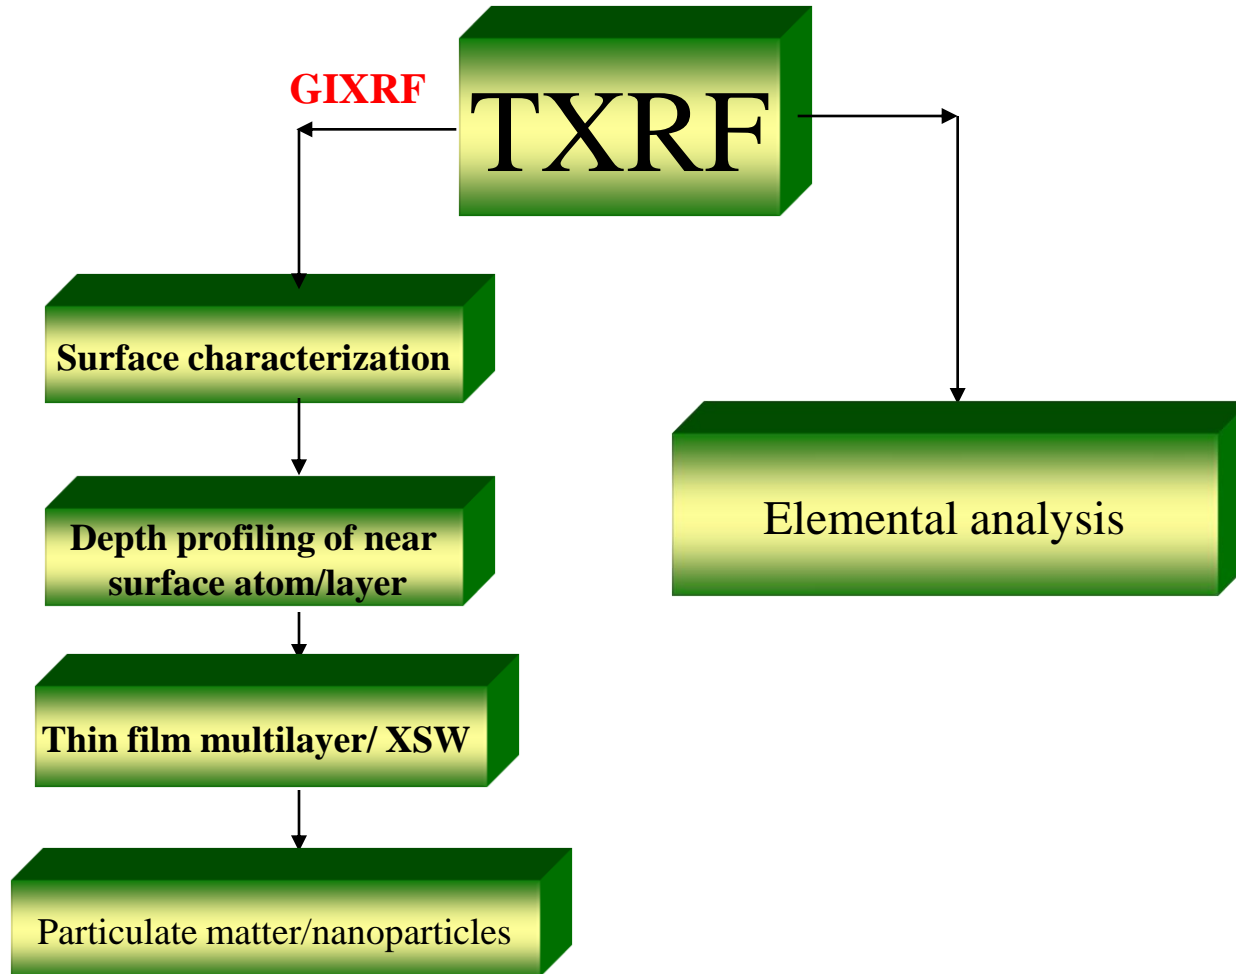 GIXRF
TXRF
Surface characterization
Depth profiling of near
surface atom/layer
Thin film multilayer/ XSW
Particulate matter/nanoparticles
Elemental analysis